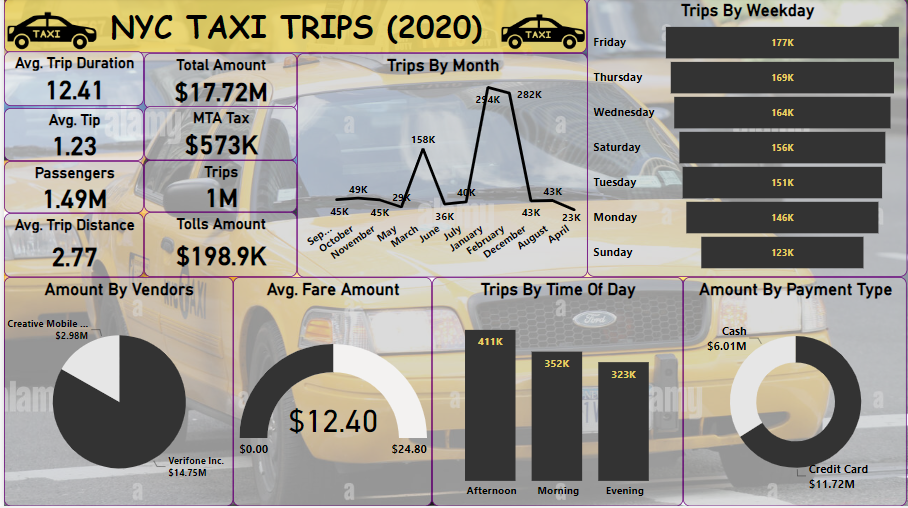 TAXI
NYC TAXI TRIPS (2020)
TAXI
Avg. Trip Duration
12.41
Total Amount
$17.72M
Avg. Tip
1.23
MTA Tax
$573K
Passengers
1.49M
Trips
1M
Avg. Trip Distance
2.77
Tolls Amount
$198.9K
Trips By Month
294K
282K
158K
49K
29K
40K
43K
45K
45K
36K
43K
23K
Sep...
October
November
May
March
June
July
January
February
December
August
April
Trips By Weekday
Friday
177K
Thursday
169K
Wednesday
164K
Saturday
156K
Tuesday
151K
Monday
146K
Sunday
123K
Amount By Vendors
Creative Mobile ...
$2.98M
Verifone Inc.
$14.75M
Avg. Fare Amount
$12.40
$0.00
$24.80
Trips By Time Of Day
411K
352K
323K
Afternoon
Morning
Evening
Ford
Amount By Payment Type
Cash
$6.01M
Credit Card
$11.72M